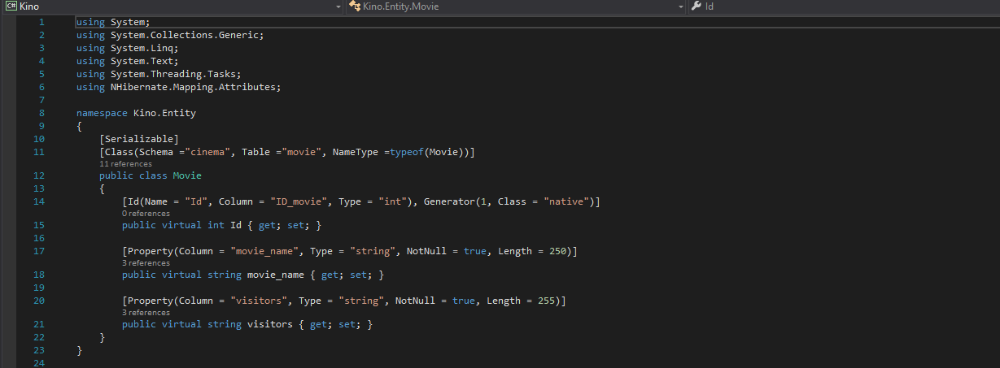 C# Kino Kino.Entity.Movie Id
1 using System;
2 using System.Collections.Generic;
3 using System.Linq;
4 using System.Text;
5 using System.Threading.Tasks;
6 using NHibernate.Mapping.Attributes;
7
8 namespace Kino.Entity
9 {
10 [Serializable]
11 [Class(Schema ="cinema", Table ="movie", NameType =typeof(Movie))]
11 references
12 public class Movie
13 {
14 [Id(Name = "Id", Column = "ID_movie", Type = "int"), Generator(1, Class = "native")]
0 references
15 public virtual int Id { get; set; }
16
17 [Property(Column = "movie_name", Type = "string", NotNull = true, Length = 250)]
3 references
18 public virtual string movie_name { get; set; }
19
20 [Property(Column = "visitors", Type = "string", NotNull = true, Length = 255)]
3 references
21 public virtual string visitors { get; set; }
22 }
23 }
24